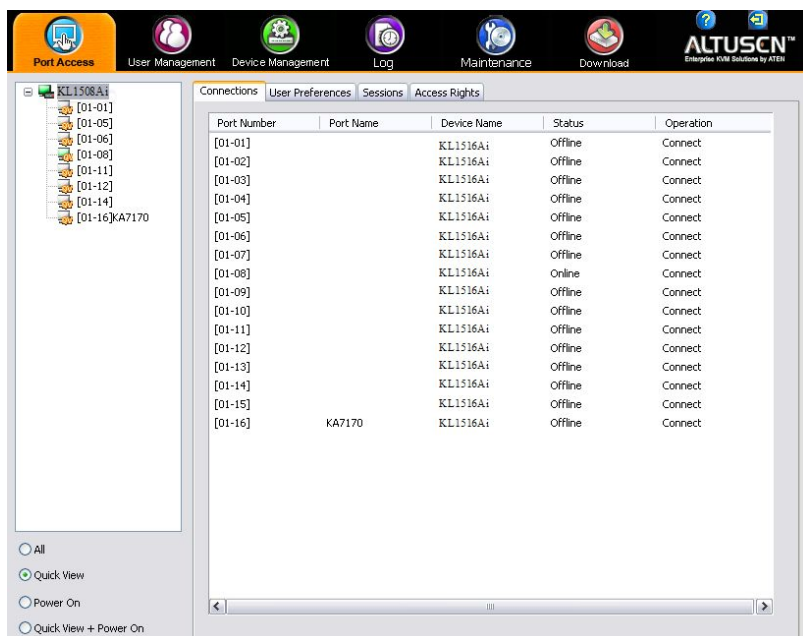 Port Access User Management Device Management Log Maintenance Download
ALTUSEN™
Enterprise KVM Solutions by ATEN
KL1508Ai
[01-01]
[01-05]
[01-06]
[01-08]
[01-11]
[01-12]
[01-14]
[01-16]KA7170
All
Quick View
Power On
Quick View + Power On
Connections User Preferences Sessions Access Rights
Port Number Port Name Device Name Status Operation
[01-01] KL1516Ai Offline Connect
[01-02] KL1516Ai Offline Connect
[01-03] KL1516Ai Offline Connect
[01-04] KL1516Ai Offline Connect
[01-05] KL1516Ai Offline Connect
[01-06] KL1516Ai Offline Connect
[01-07] KL1516Ai Offline Connect
[01-08] KL1516Ai Online Connect
[01-09] KL1516Ai Offline Connect
[01-10] KL1516Ai Offline Connect
[01-11] KL1516Ai Offline Connect
[01-12] KL1516Ai Offline Connect
[01-13] KL1516Ai Offline Connect
[01-14] KL1516Ai Offline Connect
[01-15] KL1516Ai Offline Connect
[01-16] KA7170 KL1516Ai Offline Connect